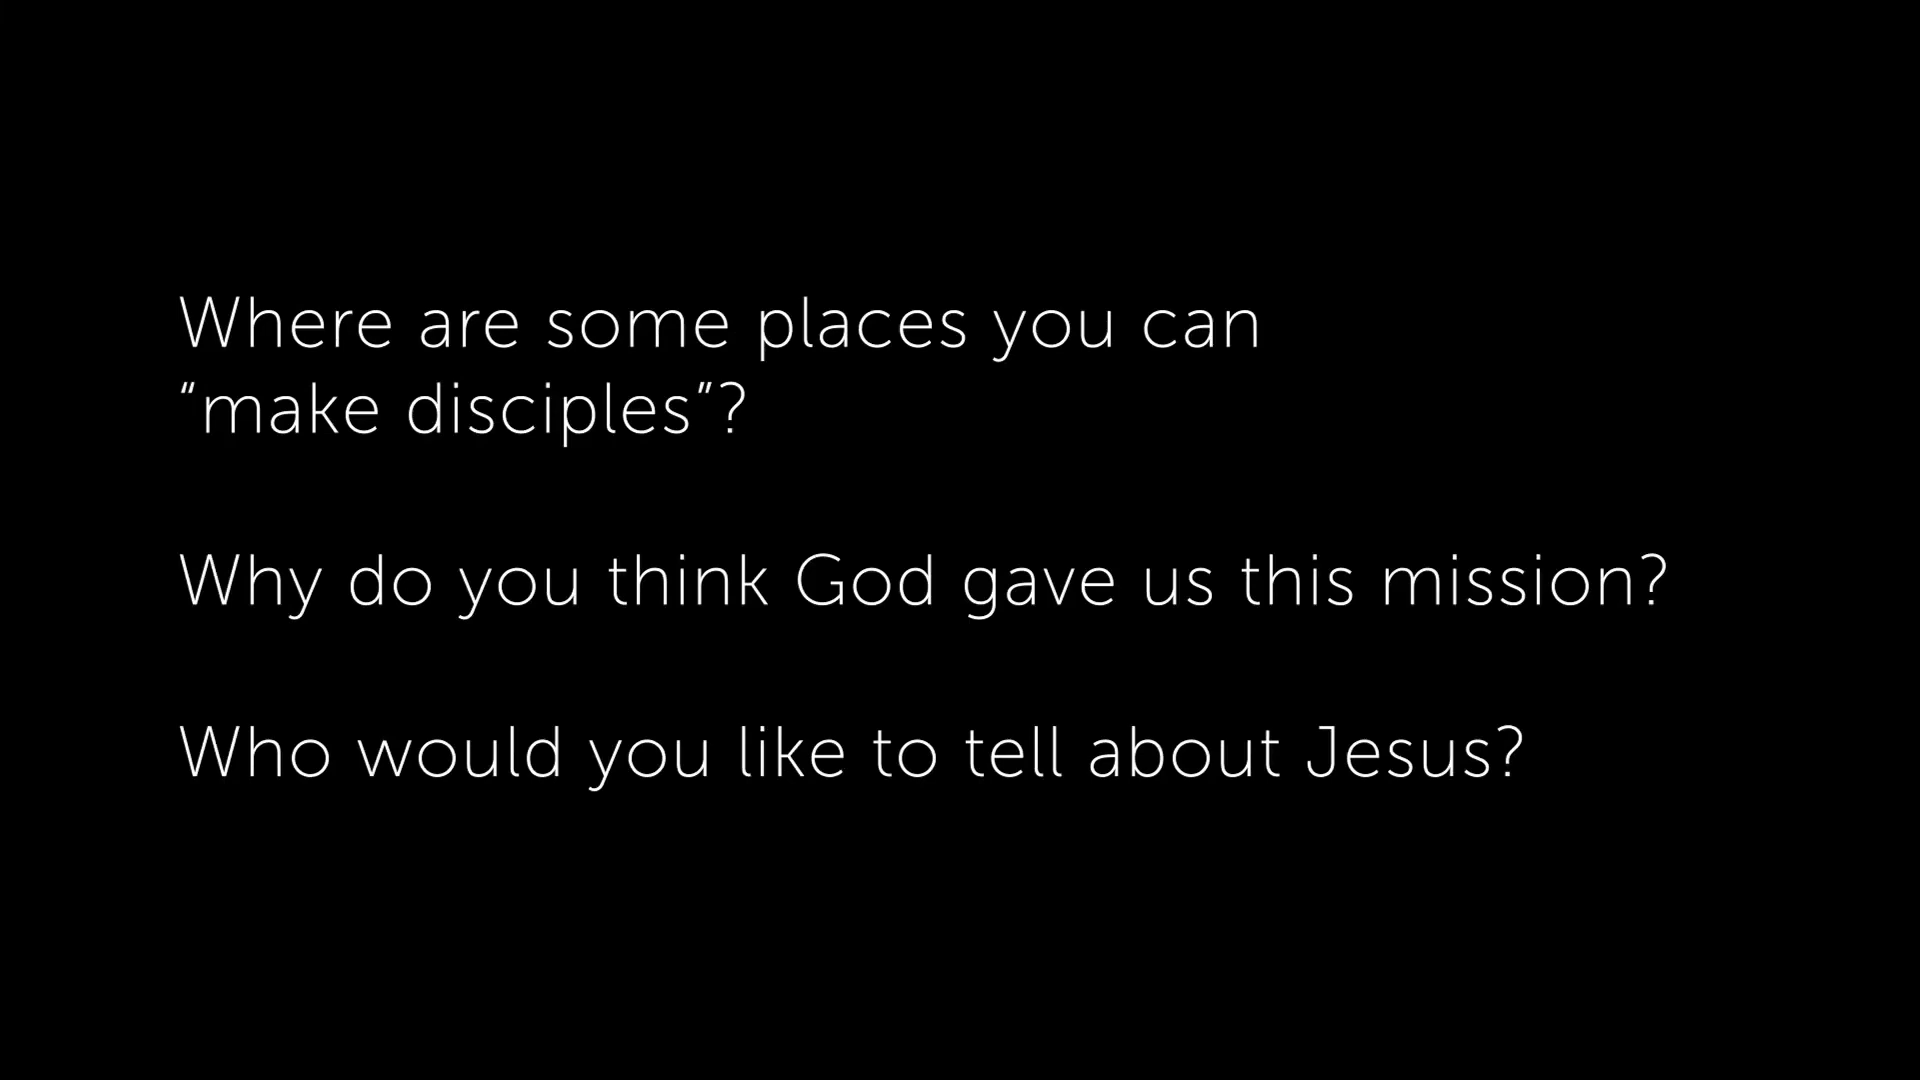 Where are some places you can
“make disciples”?
Why do you think God gave us this mission?
Who would you like to tell about Jesus?